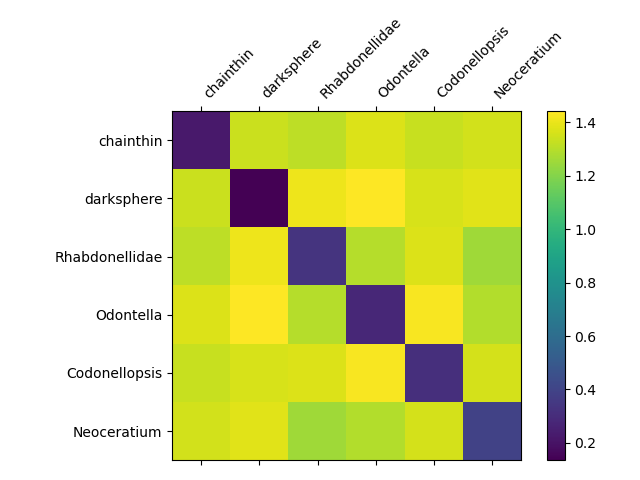 chainthin
darksphere
Rhabdonellidae
Odontella
Codonellopsis
Neoceratium
chainthin
darksphere
Rhabdonellidae
Odontella
Codonellopsis
Neoceratium
1.4
1.2
1.0
0.8
0.6
0.4
0.2